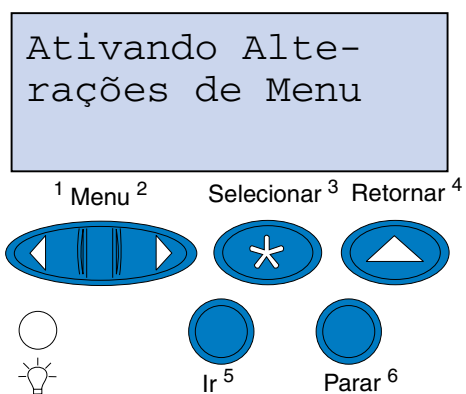 Ativando Alte-
rações de Menu
1 Menu 2 Selecionar 3 Retornar 4
Ir 5 Parar 6